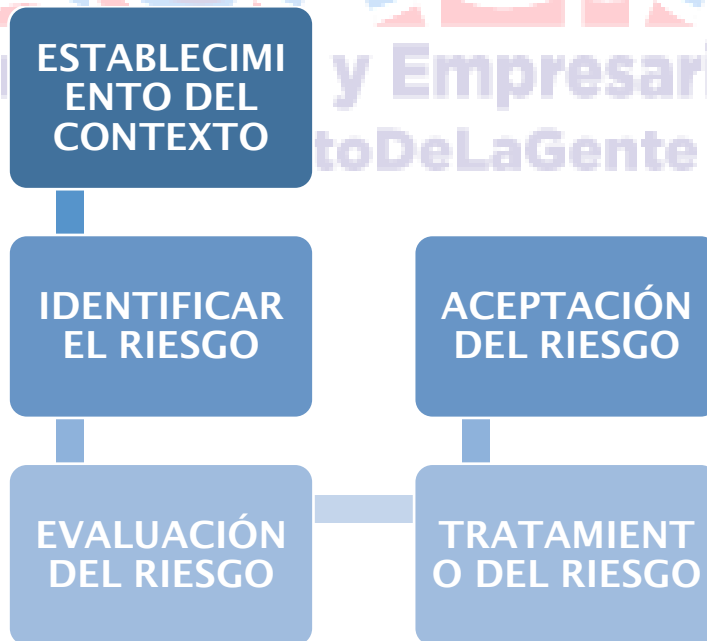 y Empresari
toDeLaGente
ESTABLECIMI
ENTO DEL
CONTEXTO
IDENTIFICAR
EL RIESGO
EVALUACIÓN
DEL RIESGO
TRATAMIENT
O DEL RIESGO
ACEPTACIÓN
DEL RIESGO